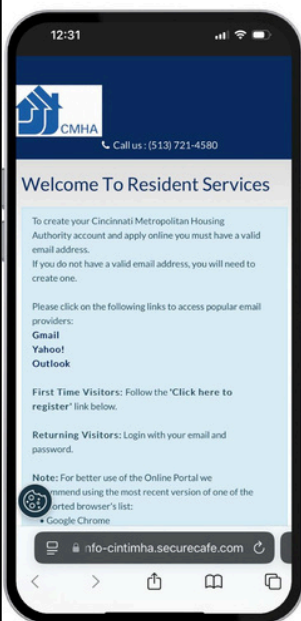 12:31
CMHA
Call us : (513) 721-4580
Welcome To Resident Services
To create your Cincinnati Metropolitan Housing
Authority account and apply online you must have a valid
email address.
If you do not have a valid email address, you will need to
create one.
Please click on the following links to access popular email
providers:
Gmail
Yahoo!
Outlook
First Time Visitors: Follow the "Click here to
register" link below.
Returning Visitors: Login with your email and
password.
Note: For better use of the Online Portal we
mmend using the most recent version of one of the
orted browser's list:
• Google Chrome
nfo-cintimha.securecafe.com